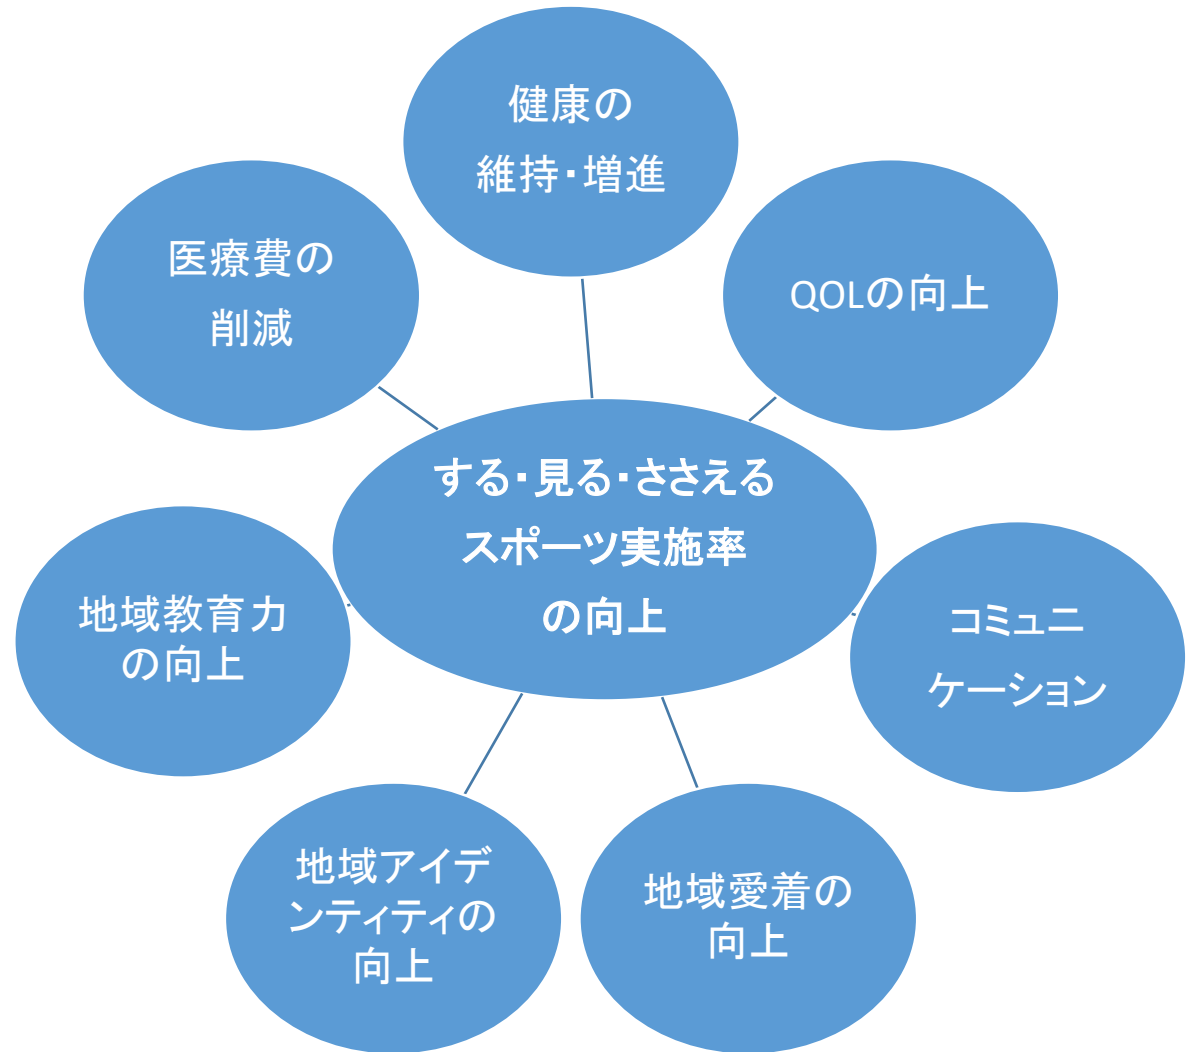 健康の
維持・増進
医療費の
削減
QOLの向上
する・見る・ささえる
スポーツ実施率
の向上
地域教育力
の向上
コミュニ
ケーション
地域アイデ
ンティティの
向上
地域愛着の
向上